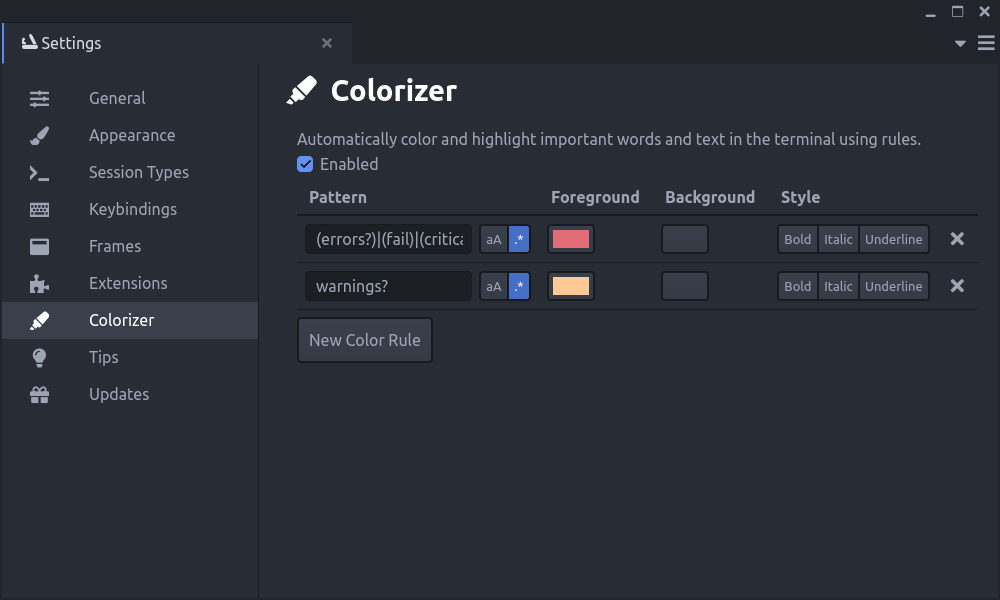 Settings
General
Appearance
Session Types
Keybindings
Frames
Extensions
Colorizer
Tips
Updates
Colorizer
Automatically color and highlight important words and text in the terminal using rules.
Enabled
Pattern Foreground Background Style
(errors?)|(fail)|(critica aA .* Bold Italic Underline
warnings? aA .* Bold Italic Underline
New Color Rule